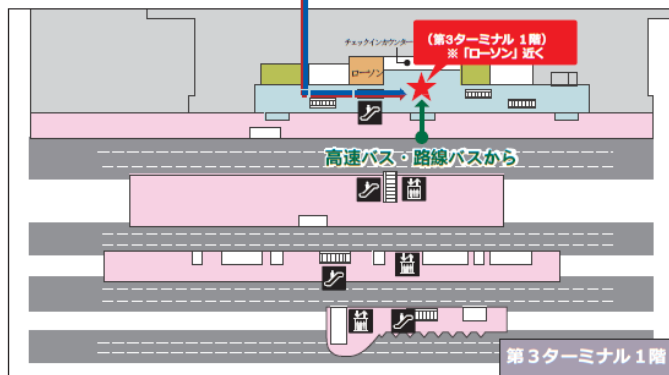 チェックインカウンター
（第3ターミナル 1階）
※「ローソン」近く
ローソン
高速バス・路線バスから
第３ターミナル１階